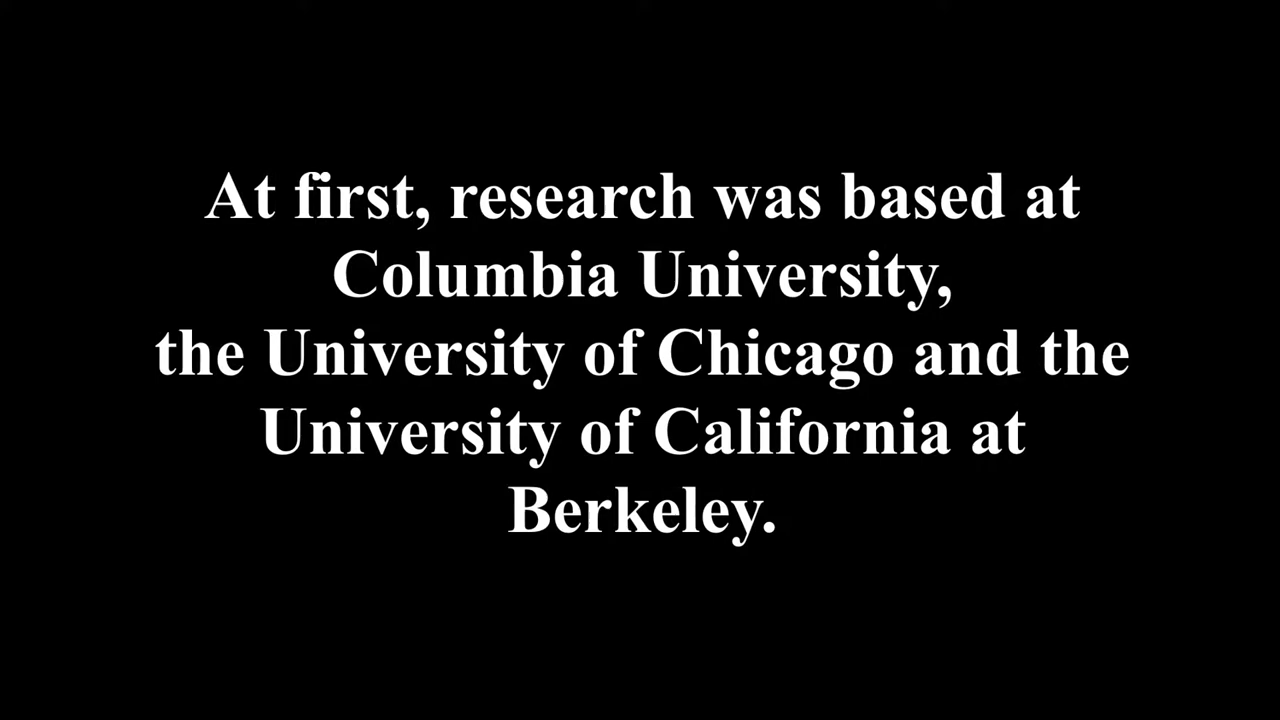 At first, research was based at
Columbia University,
the University of Chicago and the
University of California at
Berkeley.